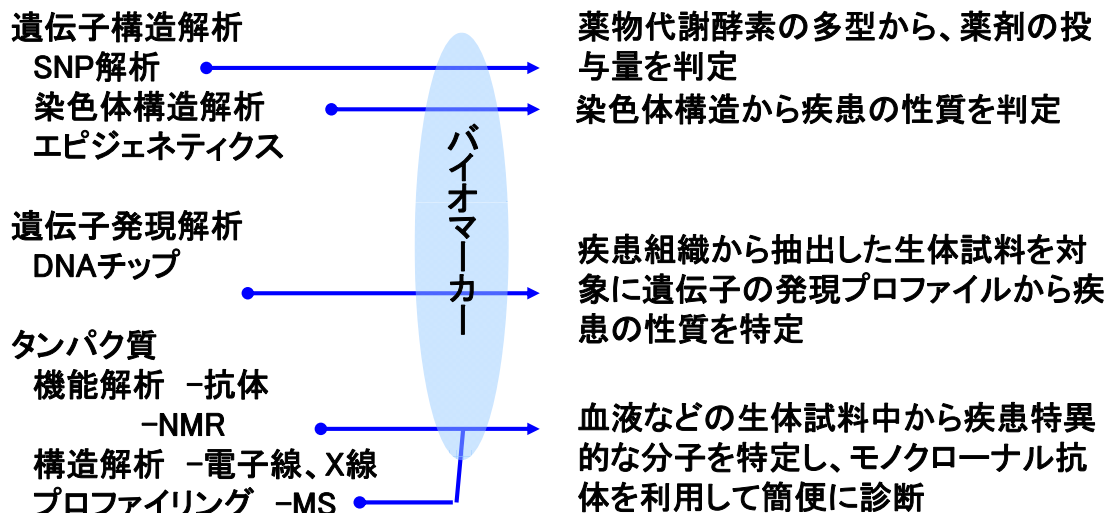 遺伝子構造解析
SNP解析
染色体構造解析
エピジェネティクス
遺伝子発現解析
DNAチップ
タンパク質
機能解析 -抗体
-NMR
構造解析 -電子線、X線
プロファイリング -MS
バイオマーカー
薬物代謝酵素の多型から、薬剤の投
与量を判定
染色体構造から疾患の性質を判定
疾患組織から抽出した生体試料を対
象に遺伝子の発現プロファイルから疾
患の性質を特定
血液などの生体試料中から疾患特異
的な分子を特定し、モノクローナル抗
体を利用して簡便に診断